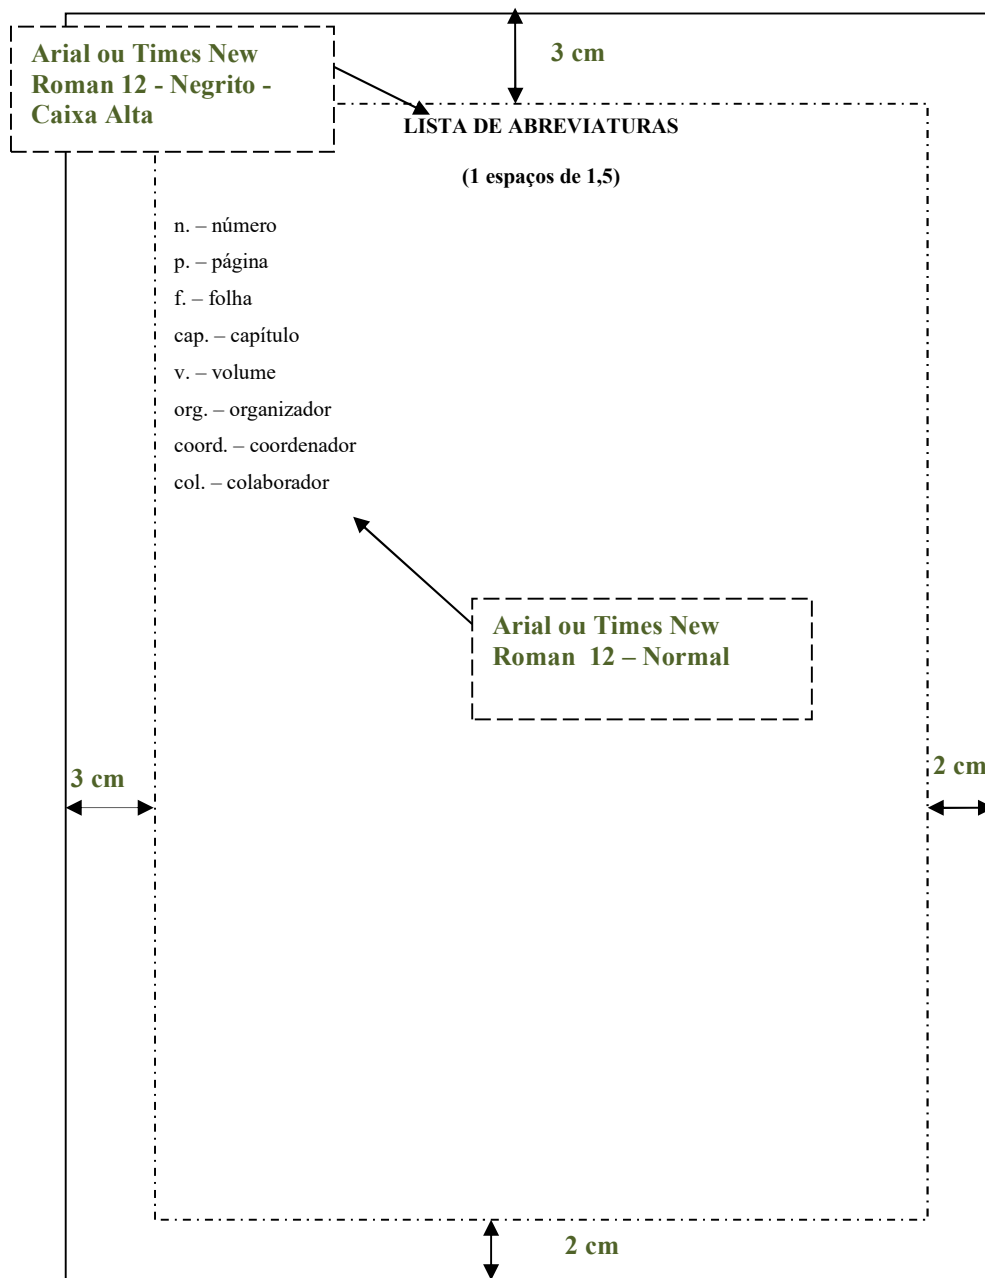 3 cm
Arial ou Times New
Roman 12 - Negrito -
Caixa Alta
LISTA DE ABREVIATURAS
(1 espaços de 1,5)
n. – número
p. – página
f. – folha
cap. – capítulo
v. – volume
org. – organizador
coord. – coordenador
col. – colaborador
Arial ou Times New
Roman  12 – Normal
3 cm
2 cm
2 cm